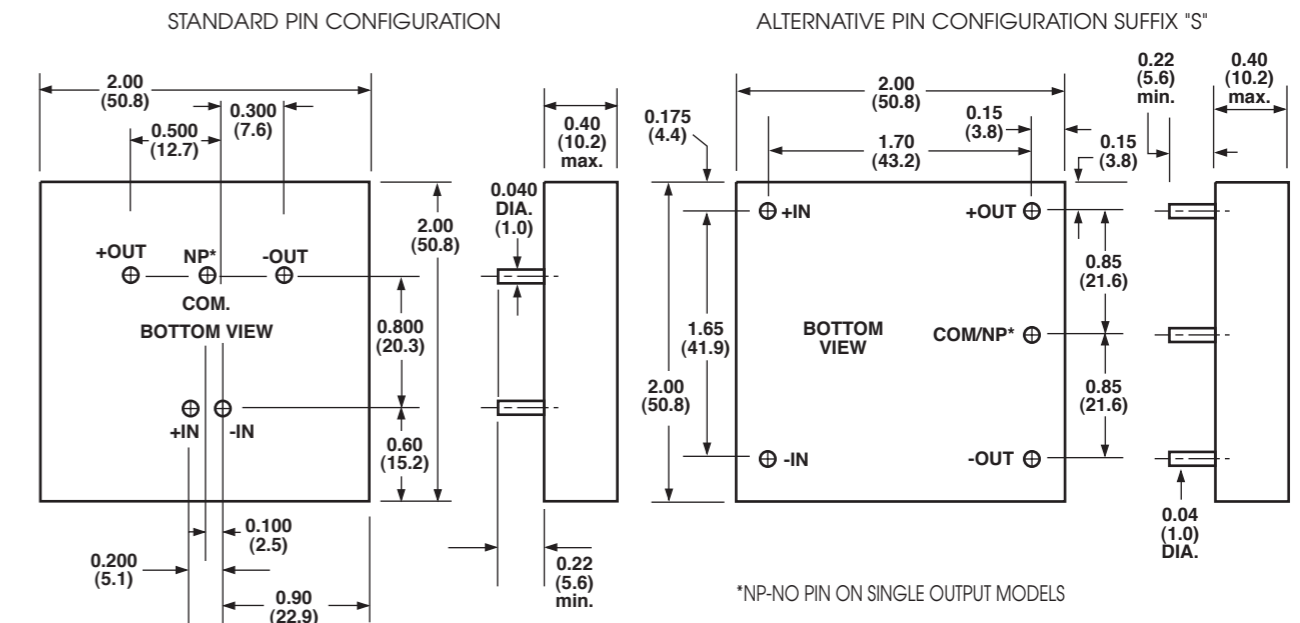 STANDARD PIN CONFIGURATION
2.00
(50.8)
0.300
(7.6)
0.500
(12.7)
0.40
(10.2)
max.
0.040
DIA.
(1.0)
2.00
(50.8)
+OUT
NP*
-OUT
COM.
BOTTOM VIEW
0.800
(20.3)
+IN
-IN
0.60
(15.2)
0.100
(2.5)
0.200
(5.1)
0.90
(22.9)
0.22
(5.6)
min.
ALTERNATIVE PIN CONFIGURATION SUFFIX "S"
0.22
(5.6)
min.
0.40
(10.2)
max.
2.00
(50.8)
0.175
(4.4)
0.15
(3.8)
1.70
(43.2)
0.15
(3.8)
+IN
+OUT
0.85
(21.6)
1.65
(41.9)
BOTTOM
VIEW
COM/NP*
2.00
(50.8)
0.85
(21.6)
-IN
-OUT
0.04
(1.0)
DIA.
*NP-NO PIN ON SINGLE OUTPUT MODELS